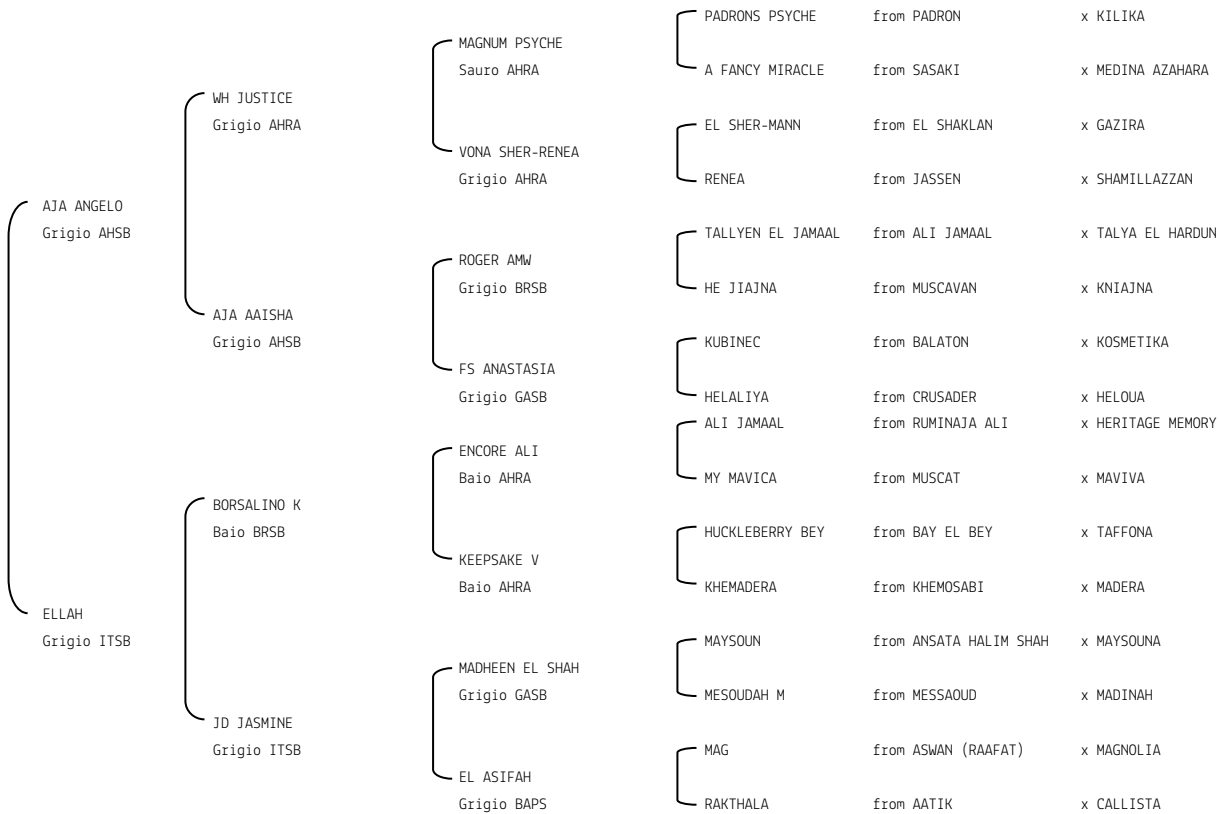 PADRONS PSYCHE from PADRON x KILIKA
MAGNUM PSYCHE
Sauro AHRA A FANCY MIRACLE from SASAKI x MEDINA AZAHARA
WH JUSTICE
Grigio AHRA EL SHER-MANN from EL SHAKLAN x GAZIRA
VONA SHER-RENEA
Grigio AHRA RENEA from JASSEN x SHAMILLAZZAN
AJA ANGELO
Grigio AHSB TALLYEN EL JAMAAL from ALI JAMAAL x TALYA EL HARDUN
ROGER AMW
Grigio BRSB HE JIAJNA from MUSCAVAN x KNIAJNA
AJA AAISHA
Grigio AHSB KUBINEC from BALATON x KOSMETIKA
FS ANASTASIA
Grigio GASB HELALIYA from CRUSADER x HELOUA
ALI JAMAAL from RUMINAJA ALI x HERITAGE MEMORY
ENCORE ALI
Baio AHRA MY MAVICA from MUSCAT x MAVIVA
BORSALINO K
Baio BRSB HUCKLEBERRY BEY from BAY EL BEY x TAFFONA
KEEPSAKE V
Baio AHRA KHEMADERA from KHEMOSABI x MADERA
ELLAH
Grigio ITSB MAYSOUN from ANSATA HALIM SHAH x MAYSOUNA
MADHEEN EL SHAH
Grigio GASB MESOUDAH M from MESSAOUD x MADINAH
JD JASMINE
Grigio ITSB MAG from ASWAN (RAAFAT) x MAGNOLIA
EL ASIFAH
Grigio BAPS RAKTHALA from AATIK x CALLISTA